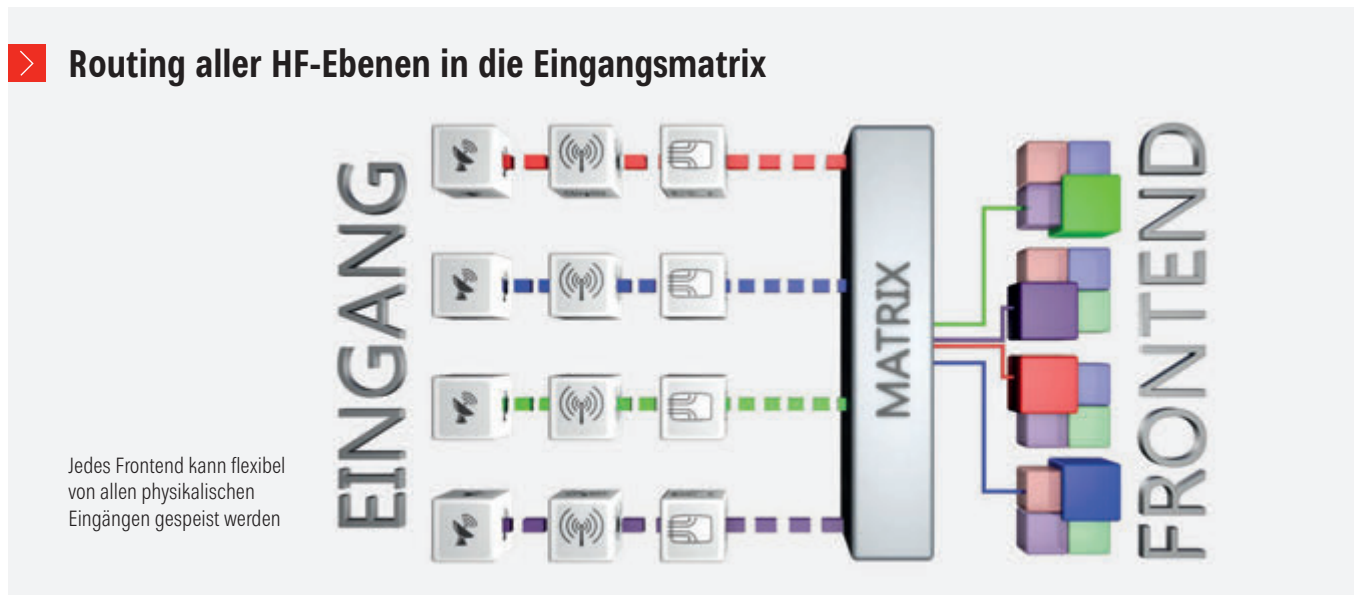 Routing aller HF-Ebenen in die Eingangsmatrix
EINGANG
MATRIX
FRONTEND
Jedes Frontend kann flexibel
von allen physikalischen
Eingängen gespeist werden